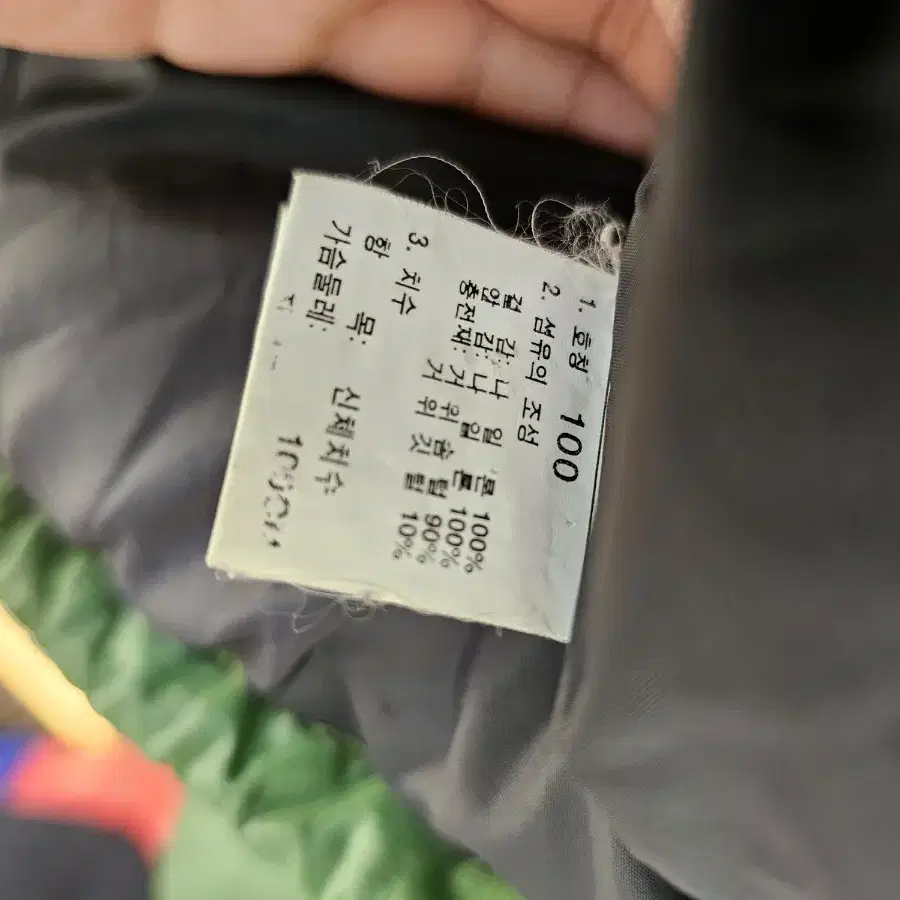 1. 호칭 100
2. 섬유의 조성
겉 감: 나 일 론 100%
안 감: 나 일 론 100%
충전재: 거위 솜털 90%
거위 깃털 10%
3. 치수
항 목: 신체치수
가슴둘레: